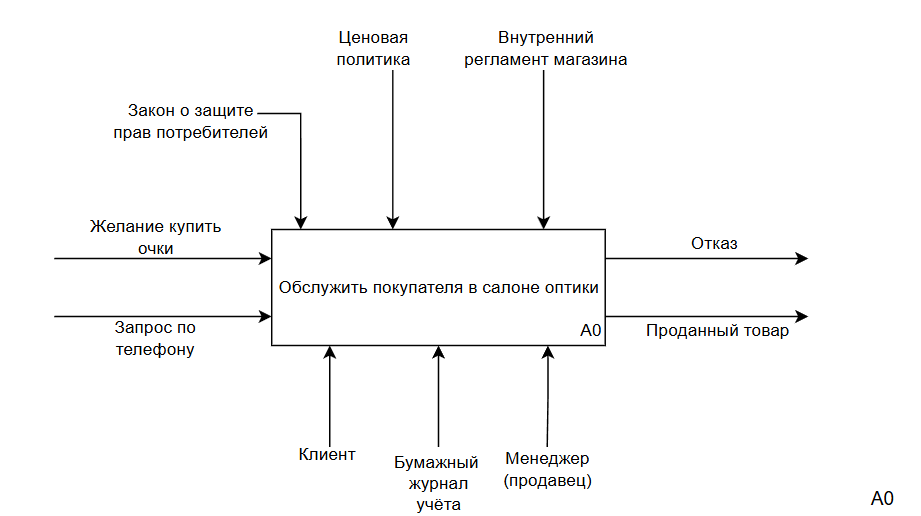 Ценовая
политика
Внутренний
регламент магазина
Закон о защите
прав потребителей
Желание купить
очки
Отказ
Обслужить покупателя в салоне оптики
A0
Запрос по
телефону
Проданный товар
Клиент
Бумажный
журнал
учёта
Менеджер
(продавец)
A0